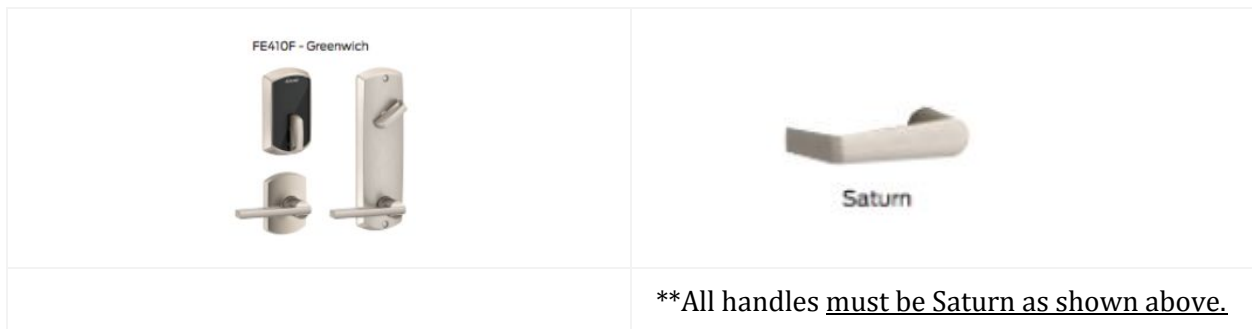 FE410F - Greenwich
Saturn
**All handles must be Saturn as shown above.